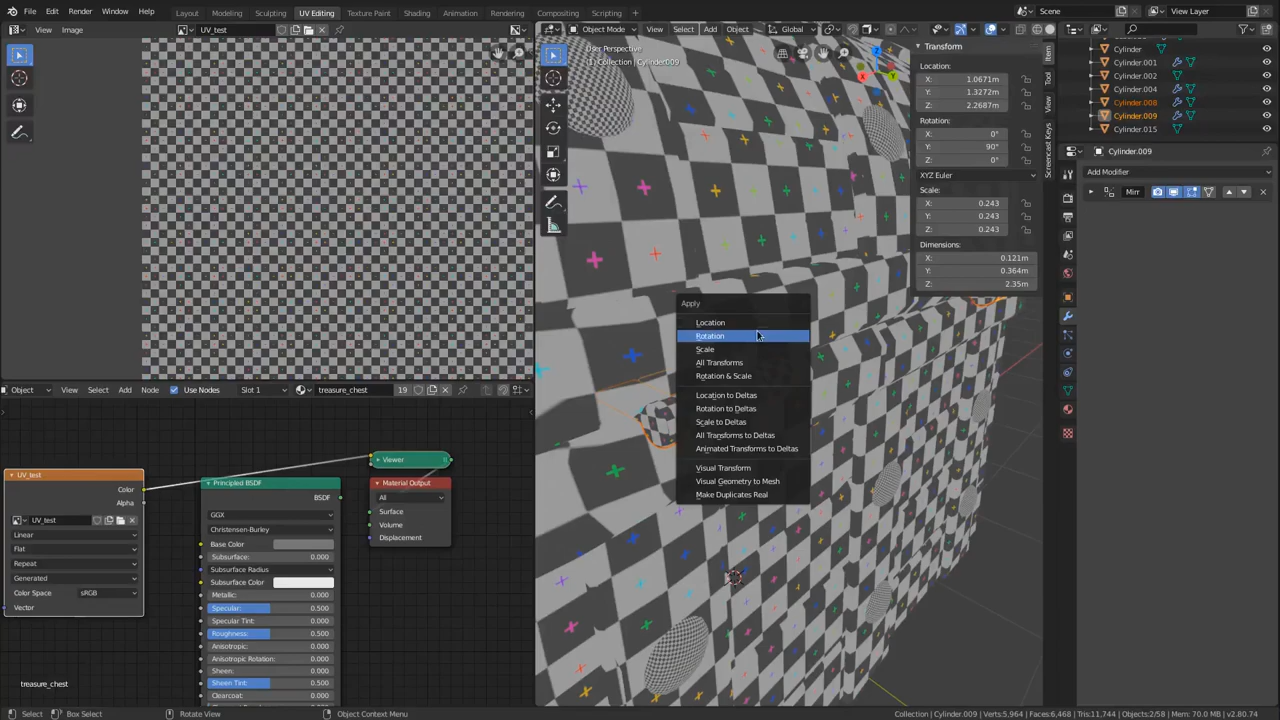 File Edit Render Window Help Layout Modeling Sculpting UV Editing Texture Paint Shading Animation Rendering Compositing Scripting + Scene View Layer
View Image UV_test
Object Mode View Select Add Object Global
User Perspective
(1) Collection | Cylinder009
Transform
Location:
X: 1.0671m
Y: 1.3272m
Z: 2.2687m
Rotation:
X: 0°
Y: 90°
Z: 0°
XYZ Euler
Scale:
X: 0.243
Y: 0.243
Z: 0.243
Dimensions:
X: 0.121m
Y: 0.364m
Z: 2.35m
Item
Tool
View
Screencast Keys
Cylinder
Cylinder.001
Cylinder.002
Cylinder.004
Cylinder.008
Cylinder.009
Cylinder.015
Cylinder.009
Add Modifier
Mirr
Apply
Location
Rotation
Scale
All Transforms
Rotation & Scale
Location to Deltas
Rotation to Deltas
Scale to Deltas
All Transforms to Deltas
Animated Transforms to Deltas
Visual Transform
Visual Geometry to Mesh
Make Duplicates Real
Object View Select Add Node Use Nodes Slot 1 treasure_chest 19
UV_test
Color
Alpha
UV_test
Linear
Flat
Repeat
Generated
Color Space sRGB
Vector
Principled BSDF
BSDF
GGX
Christensen-Burley
Base Color
Subsurface: 0.000
Subsurface Radius
Subsurface Color
Metallic: 0.000
Specular: 0.500
Specular Tint: 0.000
Roughness: 0.500
Anisotropic: 0.000
Anisotropic Rotation: 0.000
Sheen: 0.000
Sheen Tint: 0.500
Clearcoat: 0.000
Viewer
Material Output
All
Surface
Volume
Displacement
treasure_chest
Select Box Select Rotate View Object Context Menu Collection | Cylinder.009 | Verts:5,964 | Faces:6,468 | Tris:11,744 | Objects:2/58 | Mem: 70.0 MB | v2.80.74